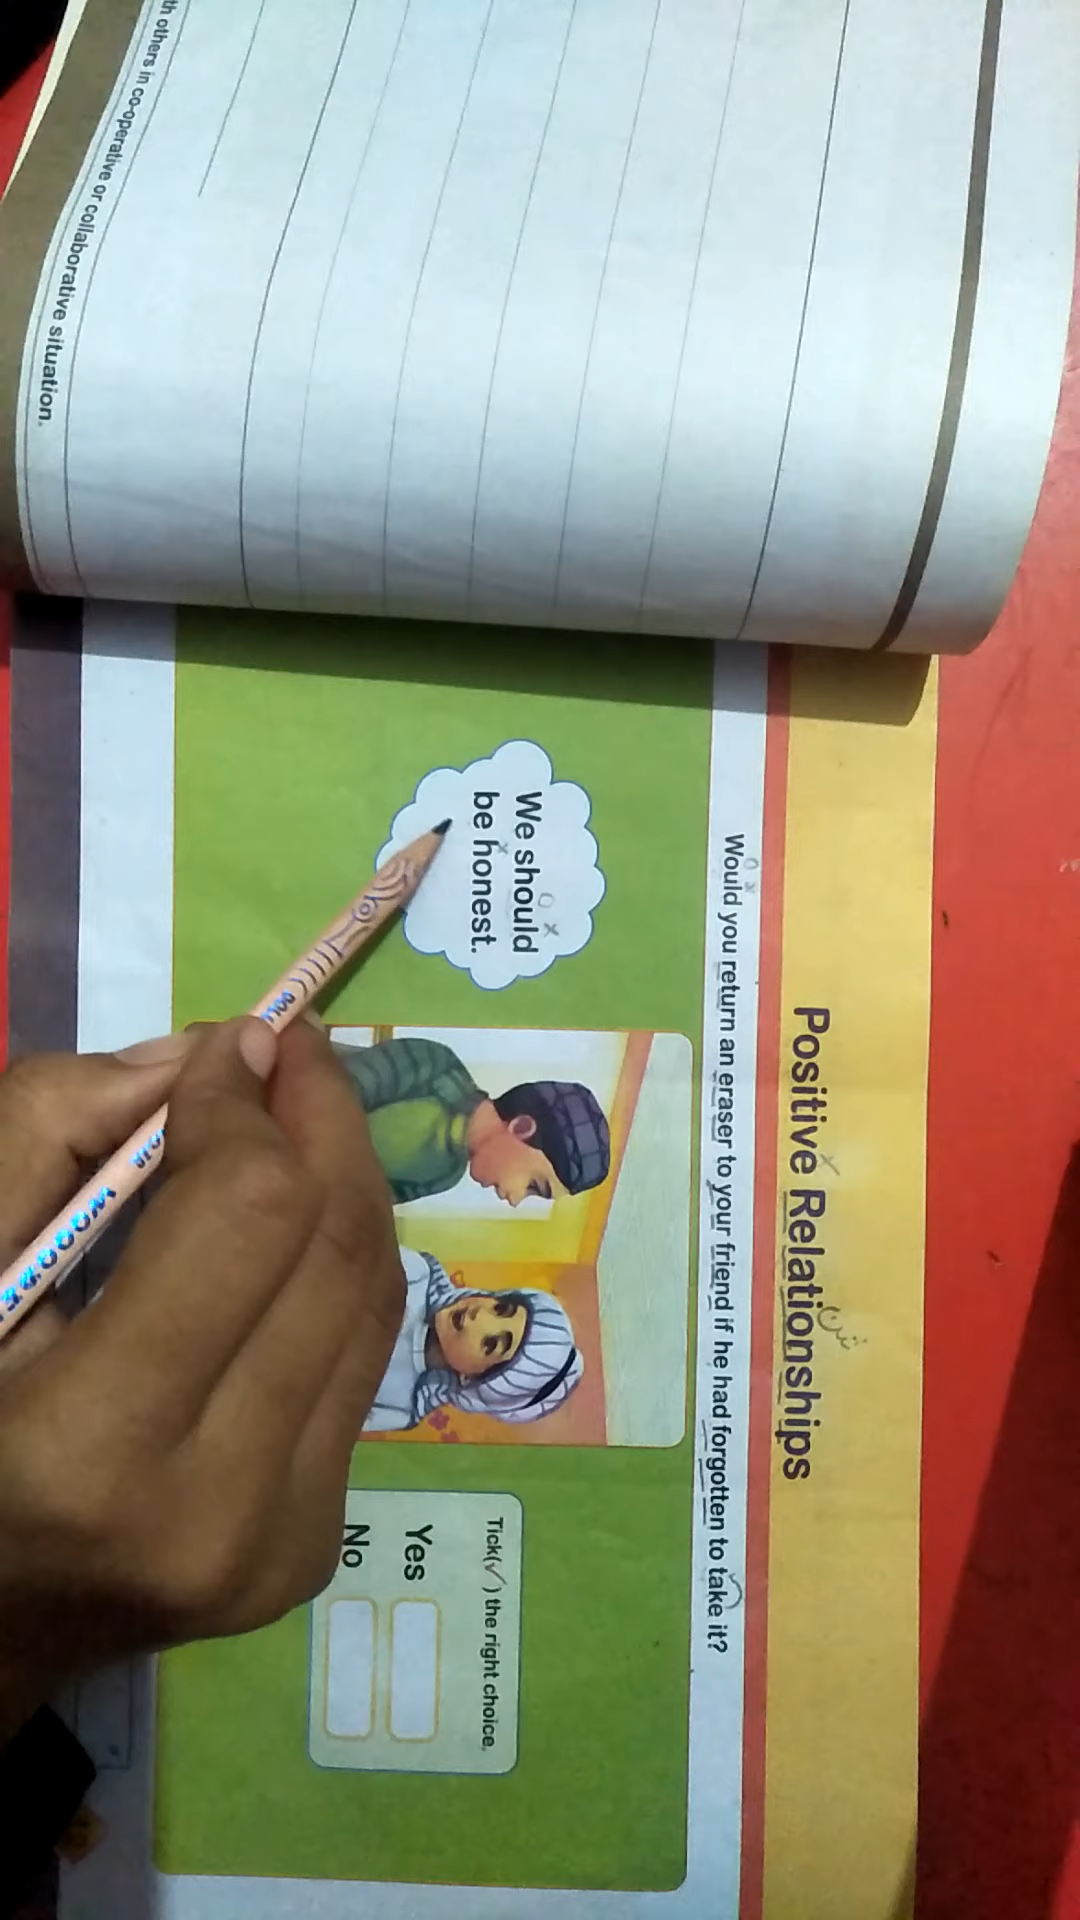 th others in co-operative or collaborative situation.
Positive Relationships
شن
Would you return an eraser to your friend if he had forgotten to take it?
We should
be honest.
Tick(✓) the right choice.
Yes
No